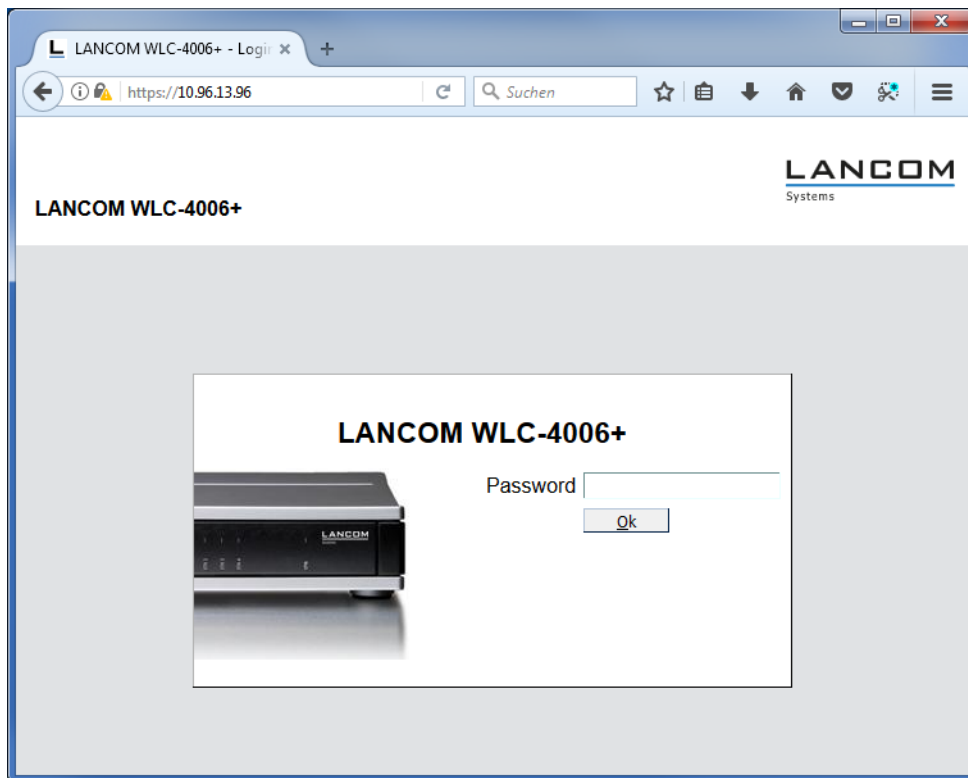 LANCOM WLC-4006+ - Logir
https://10.96.13.96
Suchen
LANCOM
Systems
LANCOM WLC-4006+
LANCOM WLC-4006+
Password
Ok
LANCOM